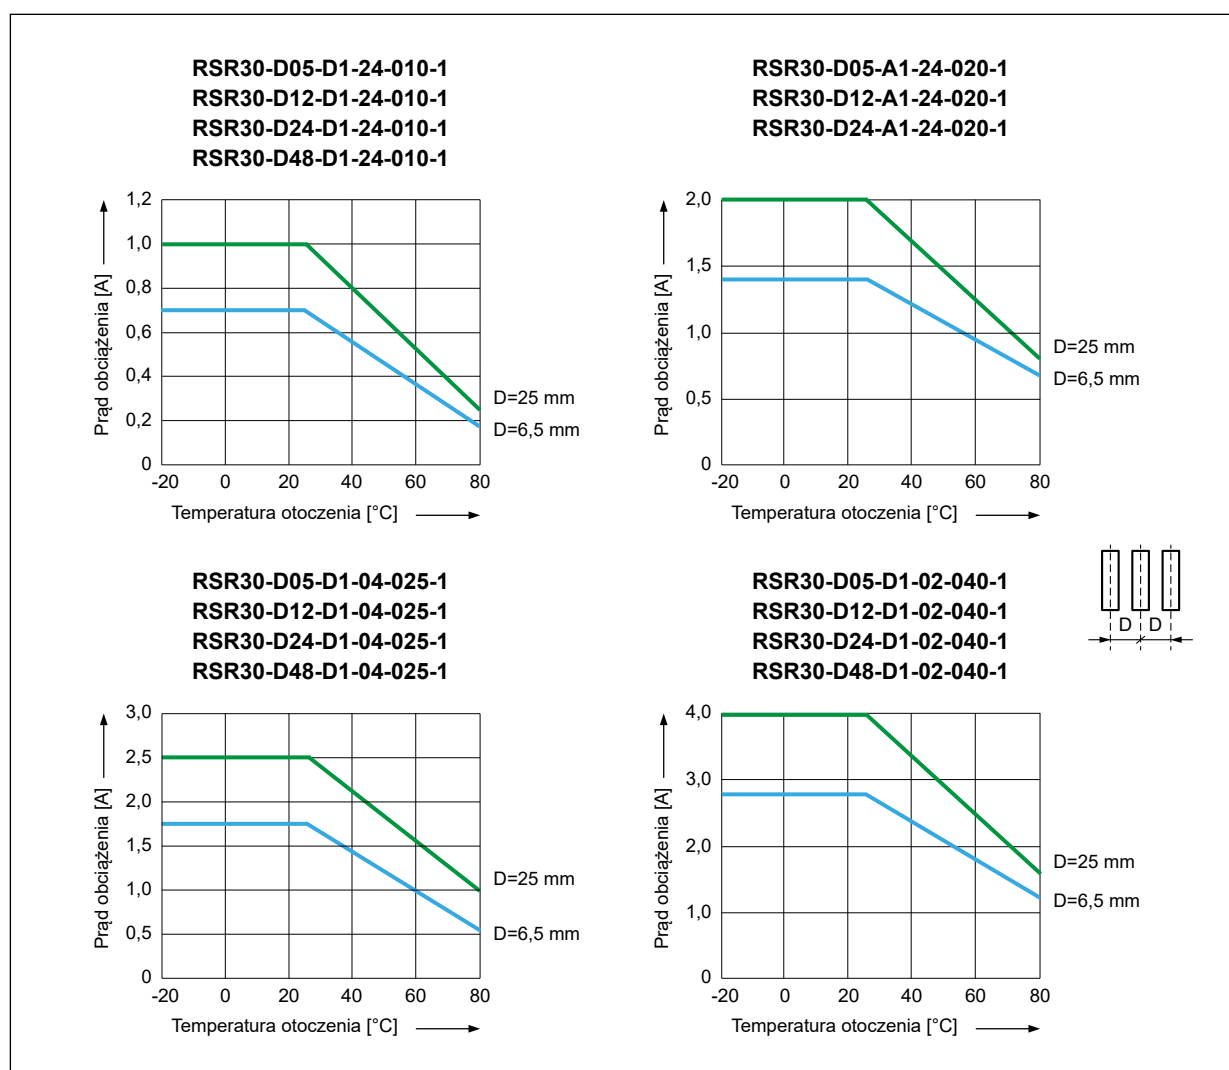 RSR30-D05-D1-24-010-1
RSR30-D12-D1-24-010-1
RSR30-D24-D1-24-010-1
RSR30-D48-D1-24-010-1
Prąd obciążenia [A]
1,2
1,0
0,8
0,6
0,4
0,2
0
-20 0 20 40 60 80
Temperatura otoczenia [°C]
D=25 mm
D=6,5 mm
RSR30-D05-A1-24-020-1
RSR30-D12-A1-24-020-1
RSR30-D24-A1-24-020-1
Prąd obciążenia [A]
2,0
1,5
1,0
0,5
0
-20 0 20 40 60 80
Temperatura otoczenia [°C]
D=25 mm
D=6,5 mm
RSR30-D05-D1-04-025-1
RSR30-D12-D1-04-025-1
RSR30-D24-D1-04-025-1
RSR30-D48-D1-04-025-1
Prąd obciążenia [A]
3,0
2,5
2,0
1,5
1,0
0,5
0
-20 0 20 40 60 80
Temperatura otoczenia [°C]
D=25 mm
D=6,5 mm
RSR30-D05-D1-02-040-1
RSR30-D12-D1-02-040-1
RSR30-D24-D1-02-040-1
RSR30-D48-D1-02-040-1
Prąd obciążenia [A]
4,0
3,0
2,0
1,0
0
-20 0 20 40 60 80
Temperatura otoczenia [°C]
D=25 mm
D=6,5 mm
D D